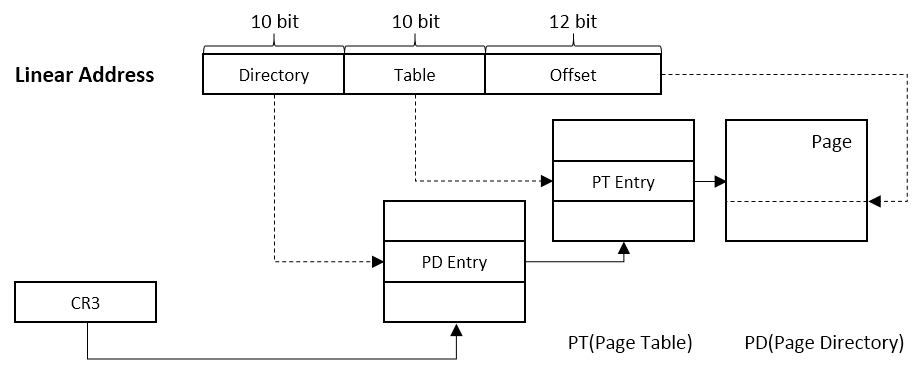 10 bit 10 bit 12 bit
Linear Address Directory Table Offset
Page
PT Entry
PD Entry
CR3
PT(Page Table) PD(Page Directory)